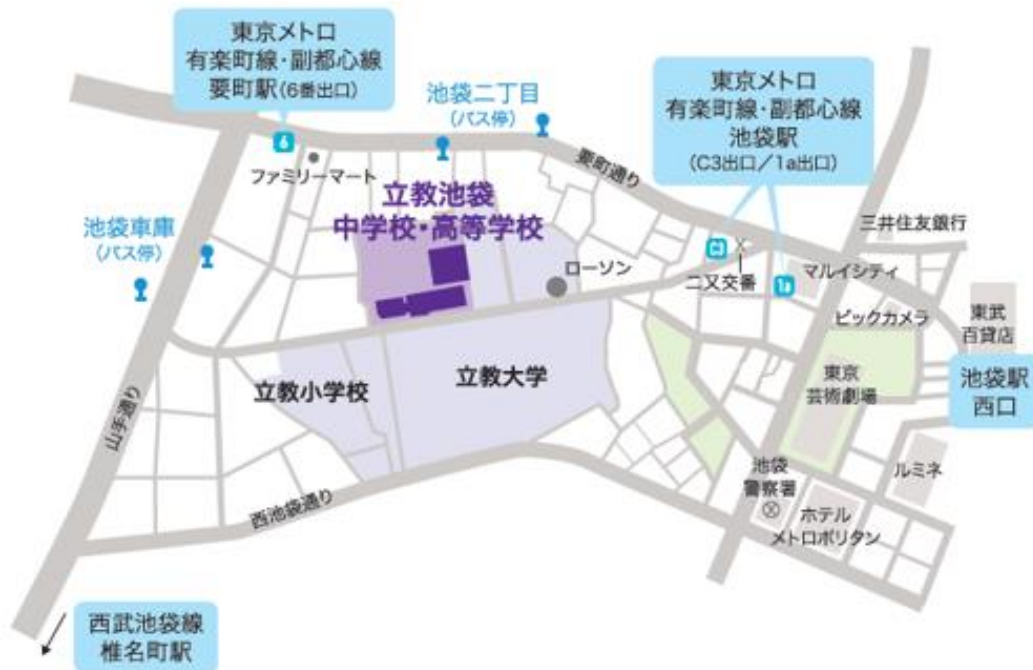 東京メトロ
有楽町線・副都心線
要町駅(6番出口)
池袋二丁目
(バス停)
東京メトロ
有楽町線・副都心線
池袋駅
(C3出口/1a出口)
6
ファミリーマート
要町通り
立教池袋
中学校・高等学校
池袋車庫
(バス停)
三井住友銀行
C3
二又交番
1a
マルイシティ
ローソン
ビックカメラ
東武
百貨店
池袋駅
西口
東京
芸術劇場
立教小学校
立教大学
山手通り
西池袋通り
池袋
警察署
ルミネ
ホテル
メトロポリタン
西武池袋線
椎名町駅